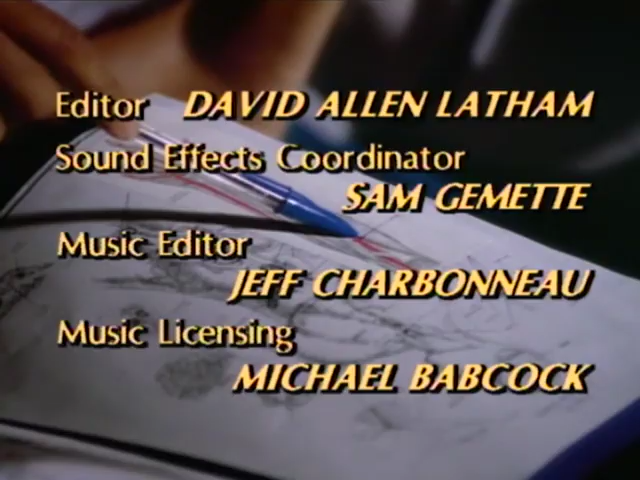 Editor DAVID ALLEN LATHAM
Sound Effects Coordinator
SAM GEMETTE
Music Editor
JEFF CHARBONNEAU
Music Licensing
MICHAEL BABCOCK